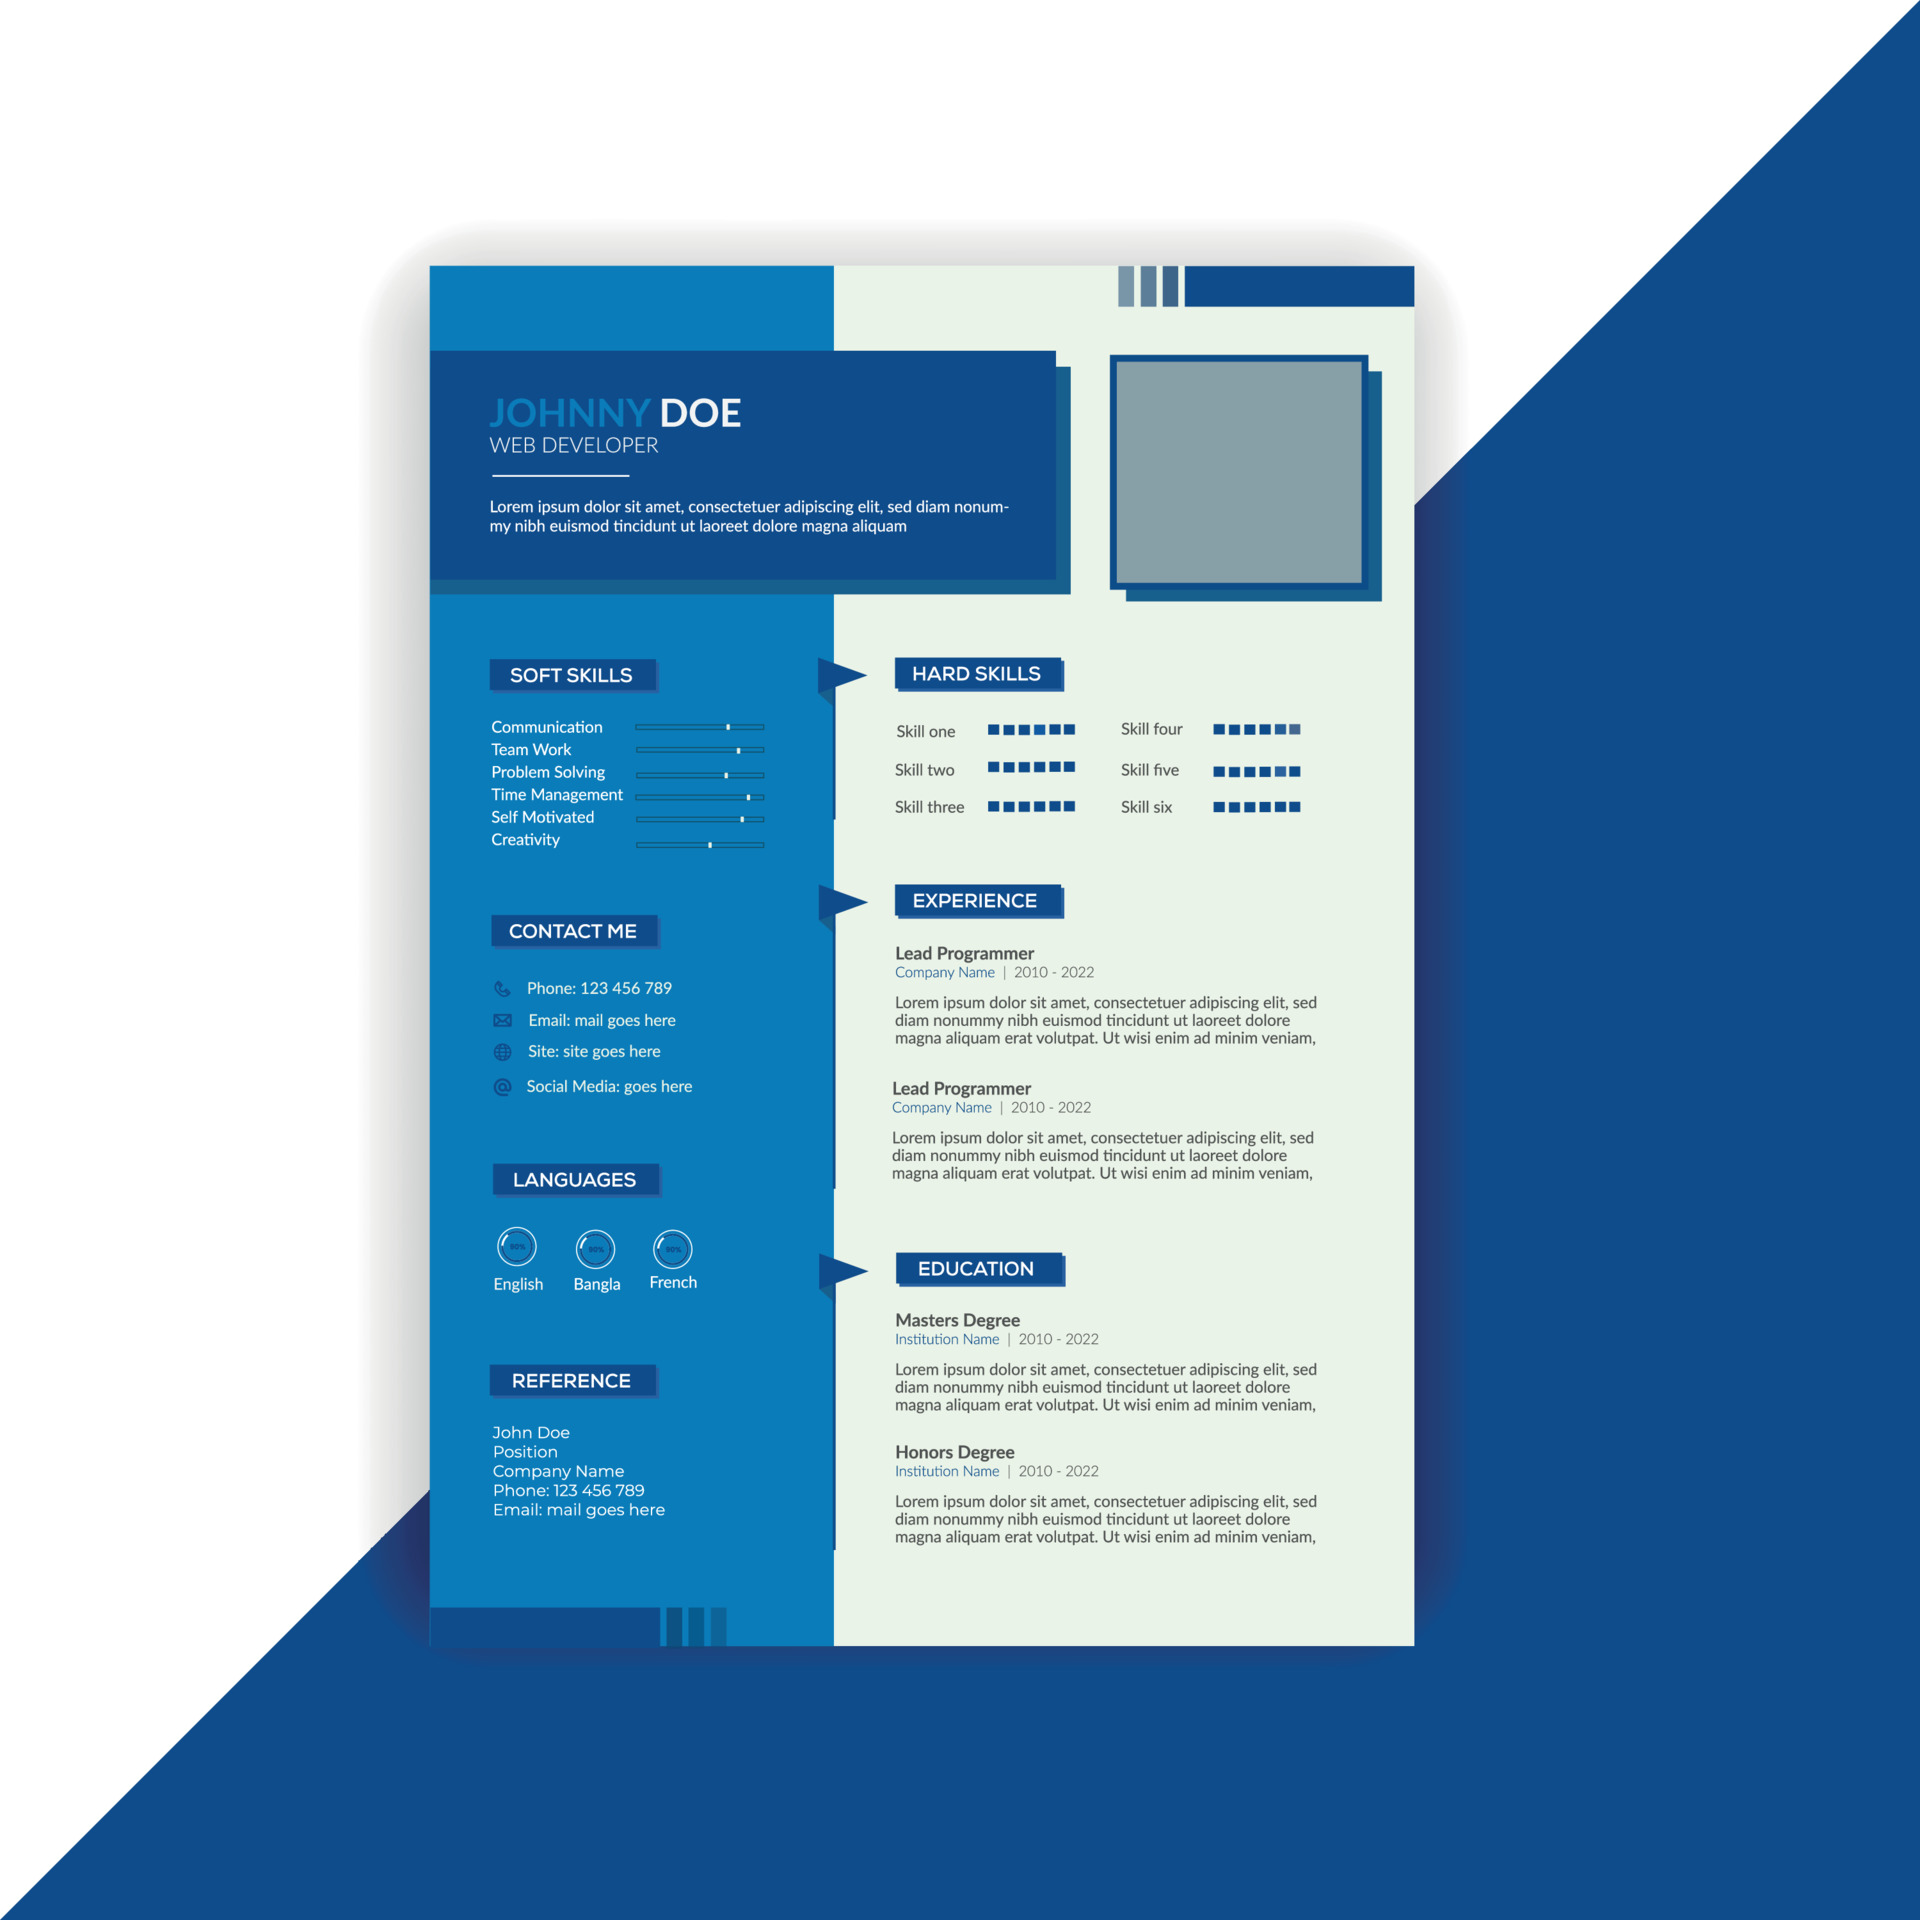 JOHNNY DOE
WEB DEVELOPER
Lorem ipsum dolor sit amet, consectetuer adipiscing elit, sed diam nonum-
my nibh euismod tincidunt ut laoreet dolore magna aliquam
SOFT SKILLS
Communication
Team Work
Problem Solving
Time Management
Self Motivated
Creativity
CONTACT ME
Phone: 123 456 789
Email: mail goes here
Site: site goes here
Social Media: goes here
LANGUAGES
90% 90% 90%
English Bangla French
REFERENCE
John Doe
Position
Company Name
Phone: 123 456 789
Email: mail goes here
HARD SKILLS
Skill one Skill four
Skill two Skill five
Skill three Skill six
EXPERIENCE
Lead Programmer
Company Name | 2010 - 2022
Lorem ipsum dolor sit amet, consectetuer adipiscing elit, sed
diam nonummy nibh euismod tincidunt ut laoreet dolore
magna aliquam erat volutpat. Ut wisi enim ad minim veniam,
Lead Programmer
Company Name | 2010 - 2022
Lorem ipsum dolor sit amet, consectetuer adipiscing elit, sed
diam nonummy nibh euismod tincidunt ut laoreet dolore
magna aliquam erat volutpat. Ut wisi enim ad minim veniam,
EDUCATION
Masters Degree
Institution Name | 2010 - 2022
Lorem ipsum dolor sit amet, consectetuer adipiscing elit, sed
diam nonummy nibh euismod tincidunt ut laoreet dolore
magna aliquam erat volutpat. Ut wisi enim ad minim veniam,
Honors Degree
Institution Name | 2010 - 2022
Lorem ipsum dolor sit amet, consectetuer adipiscing elit, sed
diam nonummy nibh euismod tincidunt ut laoreet dolore
magna aliquam erat volutpat. Ut wisi enim ad minim veniam,